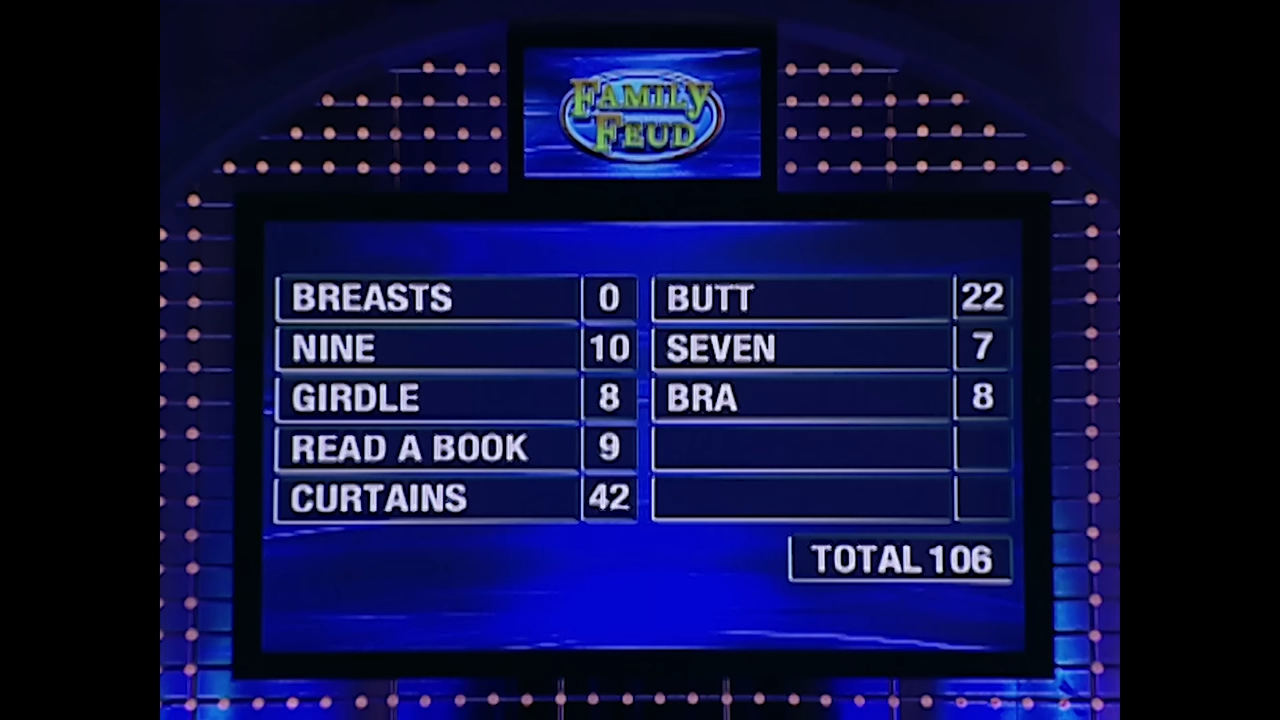 FAMILY
FEUD
BREASTS 0 BUTT 22
NINE 10 SEVEN 7
GIRDLE 8 BRA 8
READ A BOOK 9
CURTAINS 42
TOTAL 106